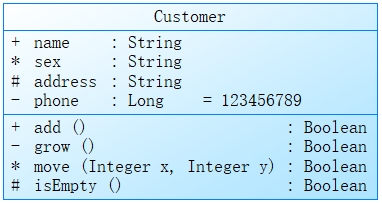 Customer
+ name : String
* sex : String
# address : String
- phone : Long = 123456789
+ add () : Boolean
- grow () : Boolean
* move (Integer x, Integer y) : Boolean
# isEmpty () : Boolean